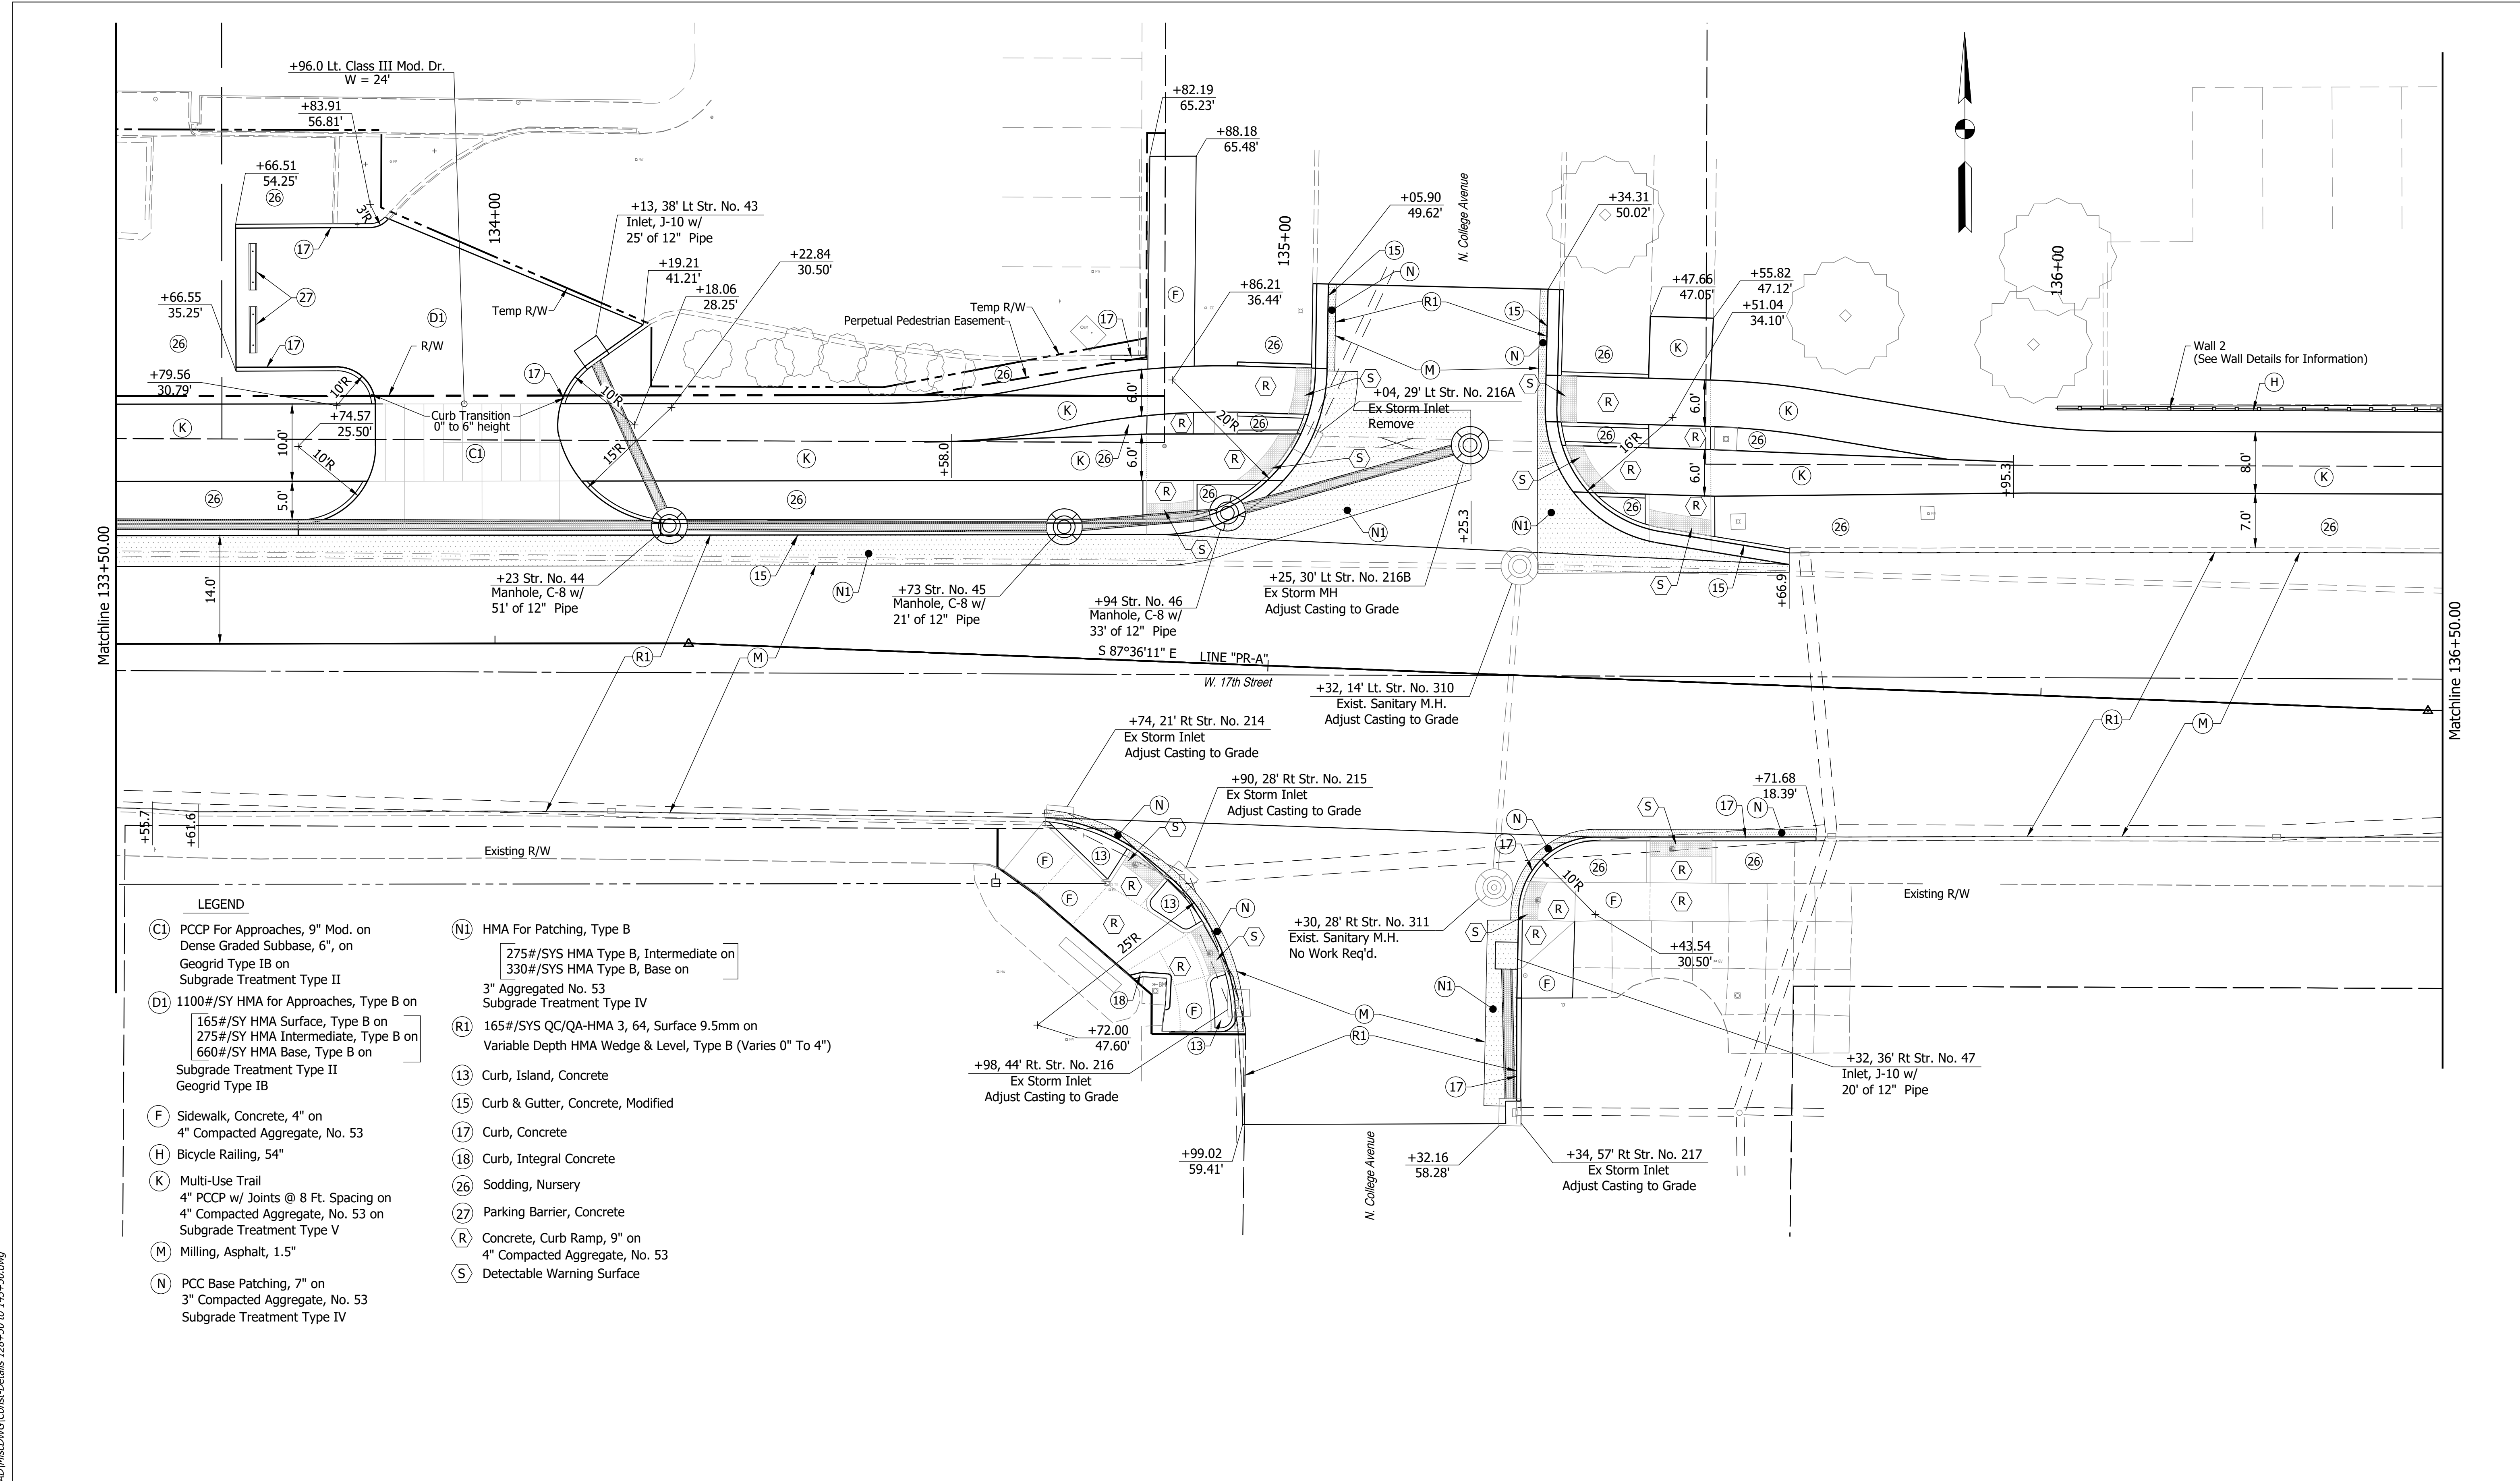 +96.0 Lt. Class III Mod. Dr.
W = 24'
+83.91
56.81'
+66.51
54.25'
26
3'R
17
134+00
+13, 38' Lt Str. No. 43
Inlet, J-10 w/
25' of 12" Pipe
+22.84
30.50'
+19.21
41.21'
+18.06
28.25'
+82.19
65.23'
+88.18
65.48'
F
+86.21
36.44'
135+00
+05.90
49.62'
15
N
R1
N. College Avenue
+34.31
50.02'
15
N
+47.66
47.05'
+55.82
47.12'
+51.04
34.10'
136+00
Wall 2
(See Wall Details for Information)
H
27
+66.55
35.25'
26
D1
17
R/W
Temp R/W
Temp R/W
Perpetual Pedestrian Easement
17
26
26
26
K
M
S
S
+79.56
30.79'
10'R
+74.57
25.50'
Curb Transition
0" to 6" height
17
10'R
15'R
K
10.0'
10'R
C1
K
+58.0
K
6.0'
6.0'
K
26
R
R
26
R
20'R
S
+04, 29' Lt Str. No. 216A
Ex Storm Inlet
Remove
R
6.0'
K
26
R
26
16'R
R
6.0'
K
+95.3
8.0'
K
26
5.0'
26
R
26
S
S
R
26
26
7.0'
26
N1
N1
+25.3
S
15
+66.9
14.0'
15
N1
+23 Str. No. 44
Manhole, C-8 w/
51' of 12" Pipe
+73 Str. No. 45
Manhole, C-8 w/
21' of 12" Pipe
+94 Str. No. 46
Manhole, C-8 w/
33' of 12" Pipe
+25, 30' Lt Str. No. 216B
Ex Storm MH
Adjust Casting to Grade
Matchline 133+50.00
Matchline 136+50.00
R1
M
S 87°36'11" E
LINE "PR-A"
W. 17th Street
+32, 14' Lt. Str. No. 310
Exist. Sanitary M.H.
Adjust Casting to Grade
R1
M
+74, 21' Rt Str. No. 214
Ex Storm Inlet
Adjust Casting to Grade
+90, 28' Rt Str. No. 215
Ex Storm Inlet
Adjust Casting to Grade
+71.68
18.39'
+55.7
+61.6
Existing R/W
N
S
13
F
R
F
13
N
R
S
25'R
R
18
F
13
+72.00
47.60'
+98, 44' Rt. Str. No. 216
Ex Storm Inlet
Adjust Casting to Grade
S
17
N
N
17
26
R
26
10'R
R
F
R
S
R
+43.54
30.50'
Existing R/W
+30, 28' Rt Str. No. 311
Exist. Sanitary M.H.
No Work Req'd.
N1
F
M
R1
17
+32, 36' Rt Str. No. 47
Inlet, J-10 w/
20' of 12" Pipe
+99.02
59.41'
N. College Avenue
+32.16
58.28'
+34, 57' Rt Str. No. 217
Ex Storm Inlet
Adjust Casting to Grade
LEGEND
C1 PCCP For Approaches, 9" Mod. on
Dense Graded Subbase, 6", on
Geogrid Type IB on
Subgrade Treatment Type II
D1 1100#/SY HMA for Approaches, Type B on
165#/SY HMA Surface, Type B on
275#/SY HMA Intermediate, Type B on
660#/SY HMA Base, Type B on
Subgrade Treatment Type II
Geogrid Type IB
F Sidewalk, Concrete, 4" on
4" Compacted Aggregate, No. 53
H Bicycle Railing, 54"
K Multi-Use Trail
4" PCCP w/ Joints @ 8 Ft. Spacing on
4" Compacted Aggregate, No. 53 on
Subgrade Treatment Type V
M Milling, Asphalt, 1.5"
N PCC Base Patching, 7" on
3" Compacted Aggregate, No. 53
Subgrade Treatment Type IV
N1 HMA For Patching, Type B
275#/SYS HMA Type B, Intermediate on
330#/SYS HMA Type B, Base on
3" Aggregated No. 53
Subgrade Treatment Type IV
R1 165#/SYS QC/QA-HMA 3, 64, Surface 9.5mm on
Variable Depth HMA Wedge & Level, Type B (Varies 0" To 4")
13 Curb, Island, Concrete
15 Curb & Gutter, Concrete, Modified
17 Curb, Concrete
18 Curb, Integral Concrete
26 Sodding, Nursery
27 Parking Barrier, Concrete
R Concrete, Curb Ramp, 9" on
4" Compacted Aggregate, No. 53
S Detectable Warning Surface